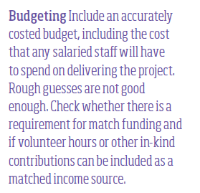 Budgeting Include an accurately
costed budget, including the cost
that any salaried staff will have
to spend on delivering the project.
Rough guesses are not good
enough. Check whether there is a
requirement for match funding and
if volunteer hours or other in-kind
contributions can be included as a
matched income source.